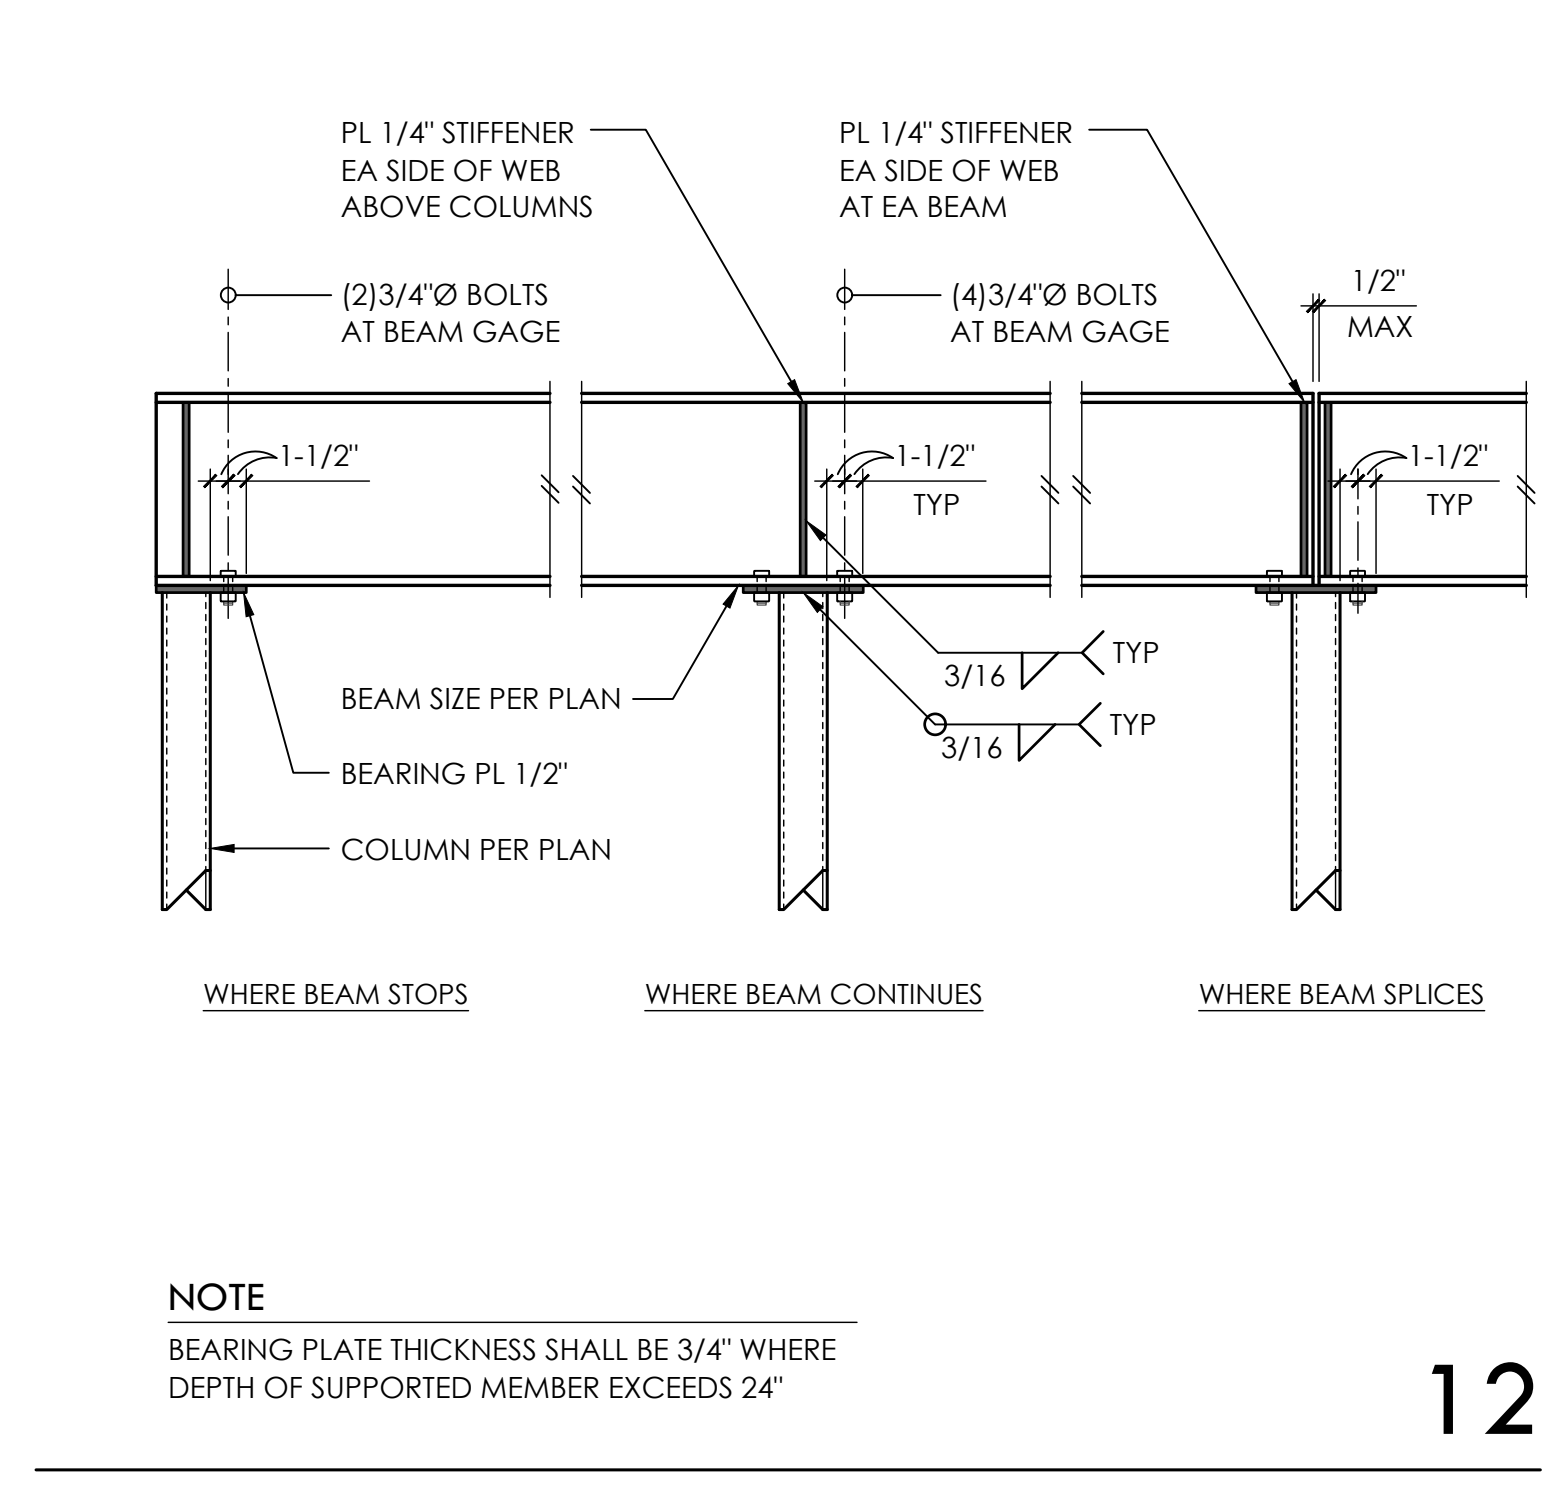 PL 1/4" STIFFENER
EA SIDE OF WEB
ABOVE COLUMNS
PL 1/4" STIFFENER
EA SIDE OF WEB
AT EA BEAM
(2)3/4"Ø BOLTS
AT BEAM GAGE
(4)3/4"Ø BOLTS
AT BEAM GAGE
1/2"
MAX
1-1/2"
1-1/2"
TYP
1-1/2"
TYP
3/16
TYP
3/16
TYP
BEAM SIZE PER PLAN
BEARING PL 1/2"
COLUMN PER PLAN
WHERE BEAM STOPS
WHERE BEAM CONTINUES
WHERE BEAM SPLICES
NOTE
BEARING PLATE THICKNESS SHALL BE 3/4" WHERE
DEPTH OF SUPPORTED MEMBER EXCEEDS 24"
12